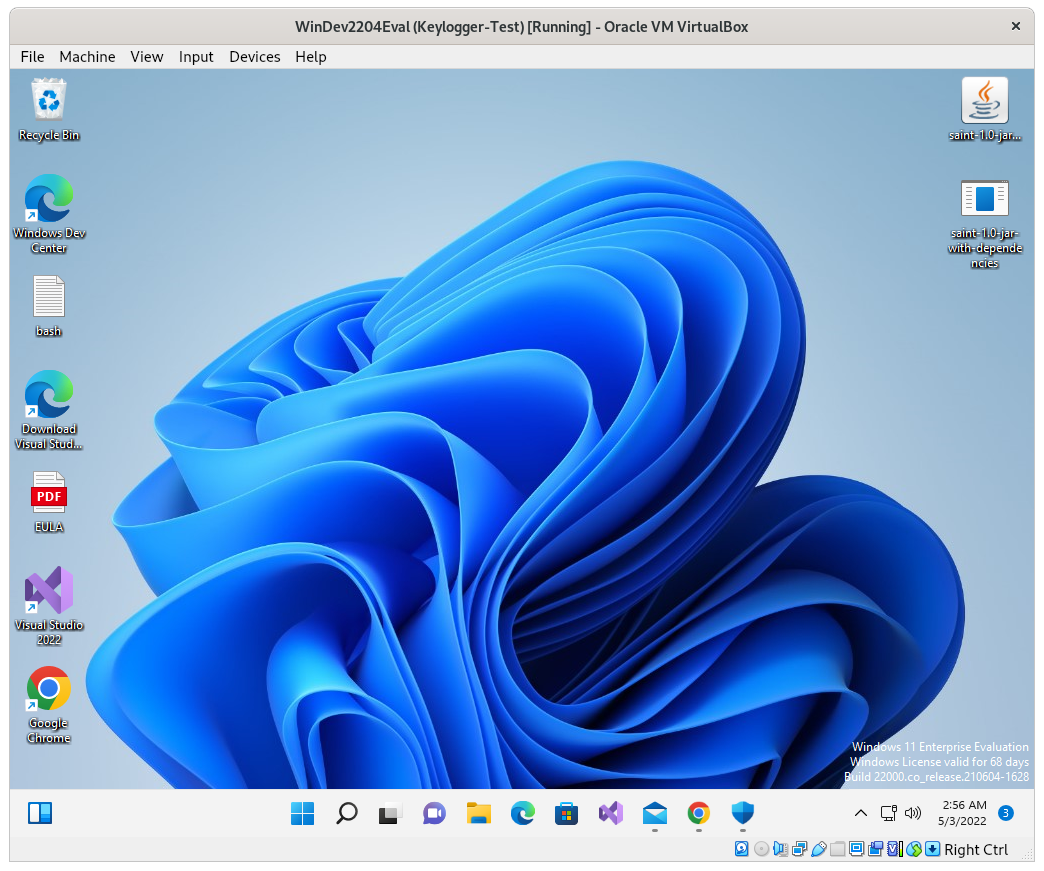 WinDev2204Eval (Keylogger-Test) [Running] - Oracle VM VirtualBox
File Machine View Input Devices Help
Recycle Bin
Windows Dev
Center
bash
Download
Visual Stud...
PDF
EULA
Visual Studio
2022
Google
Chrome
saint-1.0-jar...
saint-1.0-jar-
with-depende
ncies
Windows 11 Enterprise Evaluation
Windows License valid for 68 days
Build 22000.co_release.210604-1628
2:56 AM
5/3/2022
3
Right Ctrl